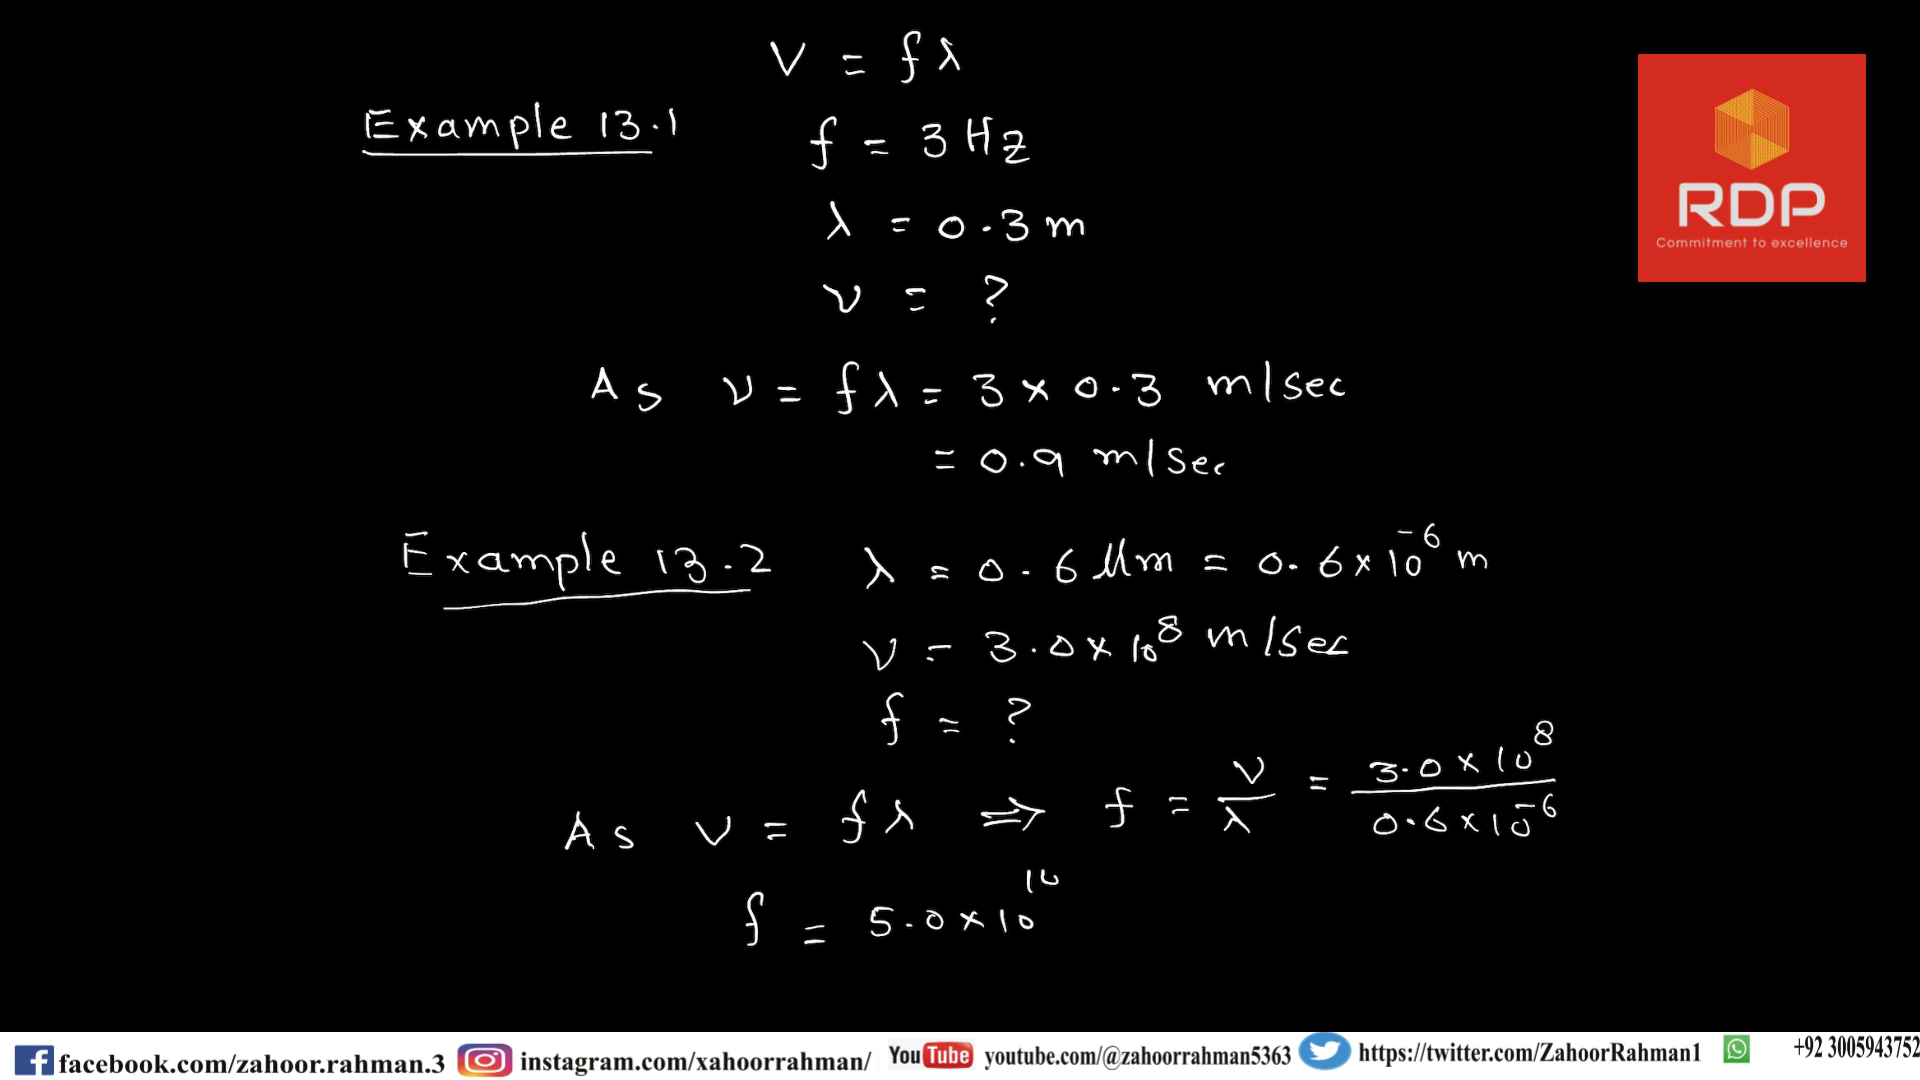 V = fλ
Example 13.1
f = 3 Hz
λ = 0.3 m
ν = ?
As ν = fλ = 3 × 0.3 m/sec
= 0.9 m/sec
Example 13.2
λ = 0.6 μm = 0.6 × 10⁻⁶ m
ν = 3.0 × 10⁸ m/sec
f = ?
As ν = fλ ⇒ f = ν/λ = 3.0 × 10⁸ / 0.6 × 10⁻⁶
f = 5.0 × 10
RDP
Commitment to excellence
facebook.com/zahoor.rahman.3 instagram.com/xahoorrahman/ YouTube youtube.com/@zahoorrahman5363 https://twitter.com/ZahoorRahman1 +92 3005943752